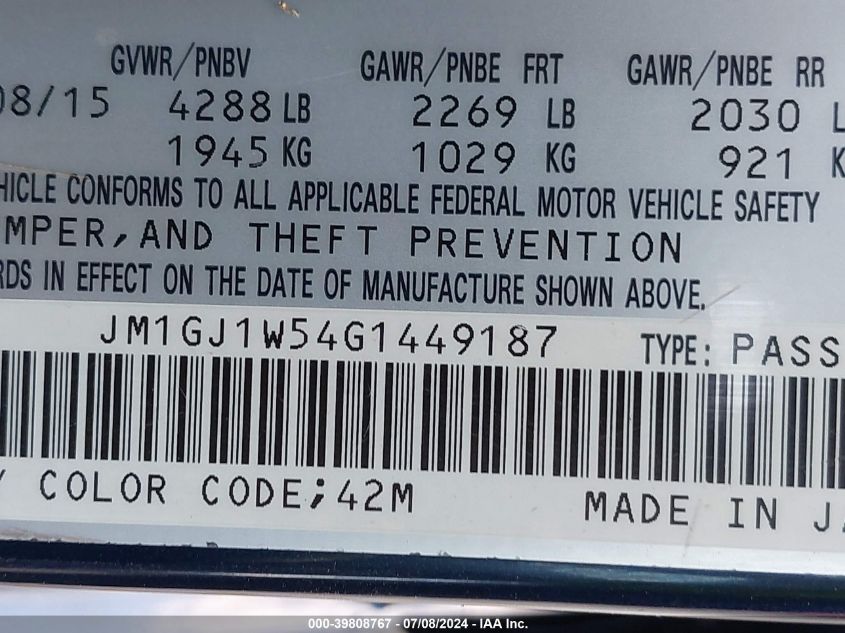 GVWR/PNBV GAWR/PNBE FRT GAWR/PNBE RR
08/15 4288 LB 2269 LB 2030 L
1945 KG 1029 KG 921 K
HICLE CONFORMS TO ALL APPLICABLE FEDERAL MOTOR VEHICLE SAFETY
MPER, AND THEFT PREVENTION
RDS IN EFFECT ON THE DATE OF MANUFACTURE SHOWN ABOVE.
JM1GJ1W54G1449187 TYPE: PASS
Y COLOR CODE;42M MADE IN JA
000-39808767 - 07/08/2024 - IAA Inc.